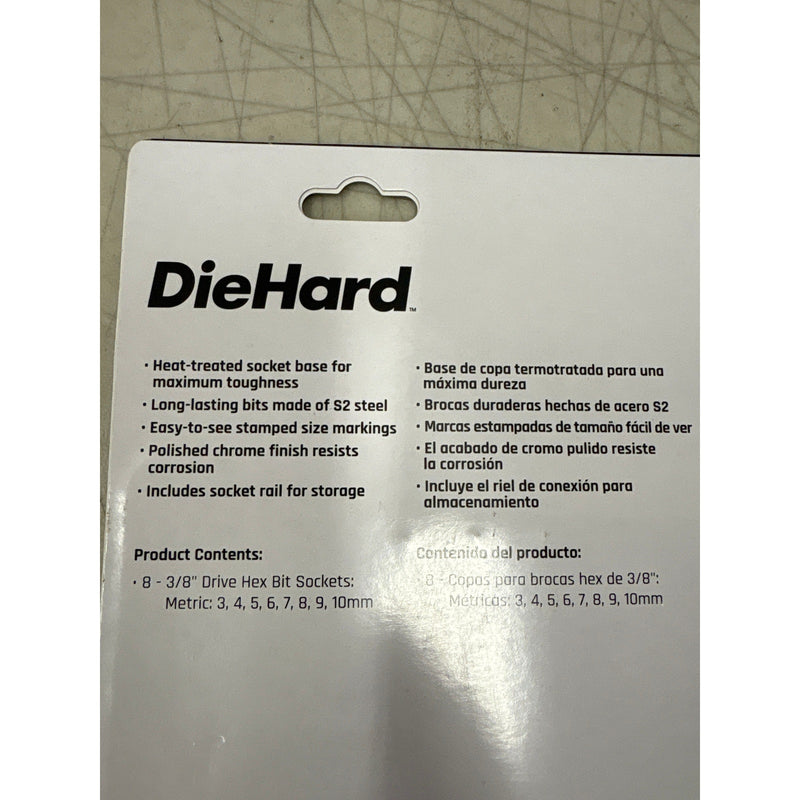 DieHard™
· Heat-treated socket base for
maximum toughness
· Long-lasting bits made of S2 steel
· Easy-to-see stamped size markings
· Polished chrome finish resists
corrosion
· Includes socket rail for storage
· Base de copa termotratada para una
máxima dureza
· Brocas duraderas hechas de acero S2
· Marcas estampadas de tamaño fácil de ver
· El acabado de cromo pulido resiste
la corrosión
· Incluye el riel de conexión para
almacenamiento
Product Contents:
· 8 - 3/8" Drive Hex Bit Sockets:
Metric: 3, 4, 5, 6, 7, 8, 9, 10mm
Contenido del producto:
· 8 - Copas para brocas hex de 3/8":
Métricas: 3, 4, 5, 6, 7, 8, 9, 10mm